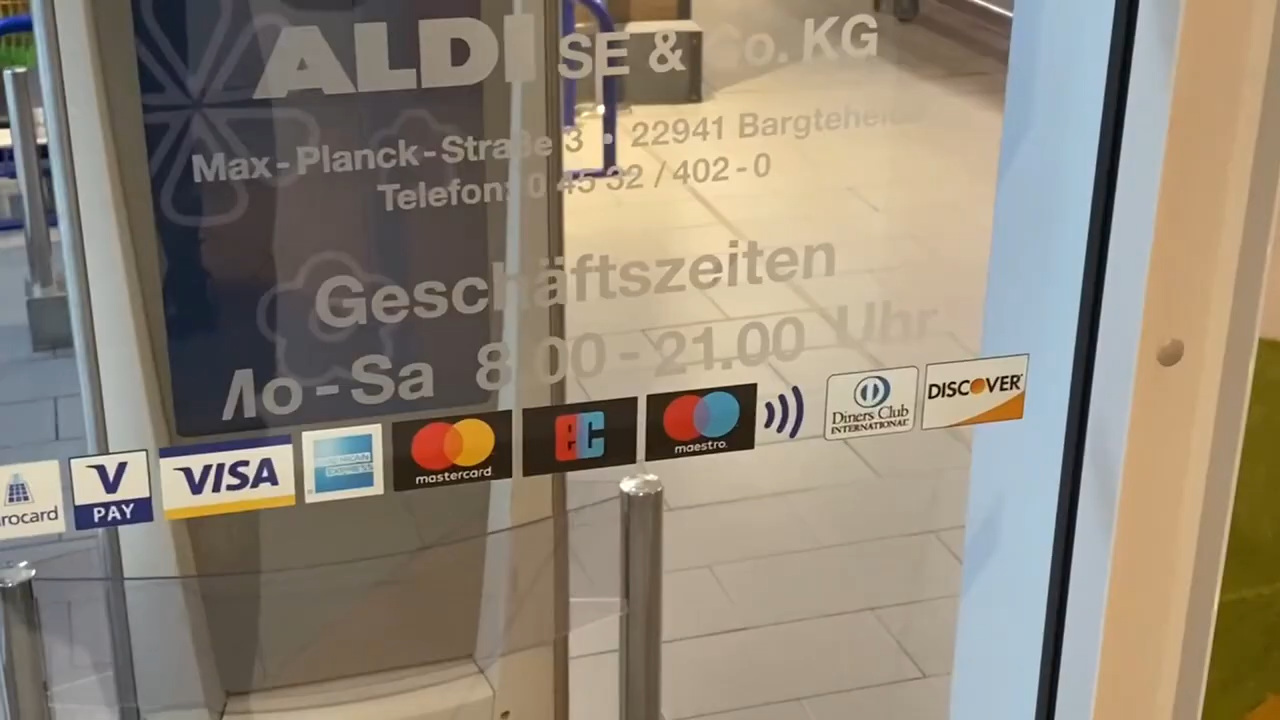 ALDI SE & Co. KG
Max-Planck-Straße 3 • 22941 Bargteheide
Telefon: 0 45 32 / 402-0
Geschäftszeiten
Mo-Sa 8.00-21.00 Uhr
rocard
V PAY
VISA
AMERICAN EXPRESS
mastercard
ec
maestro
Diners Club INTERNATIONAL
DISCOVER